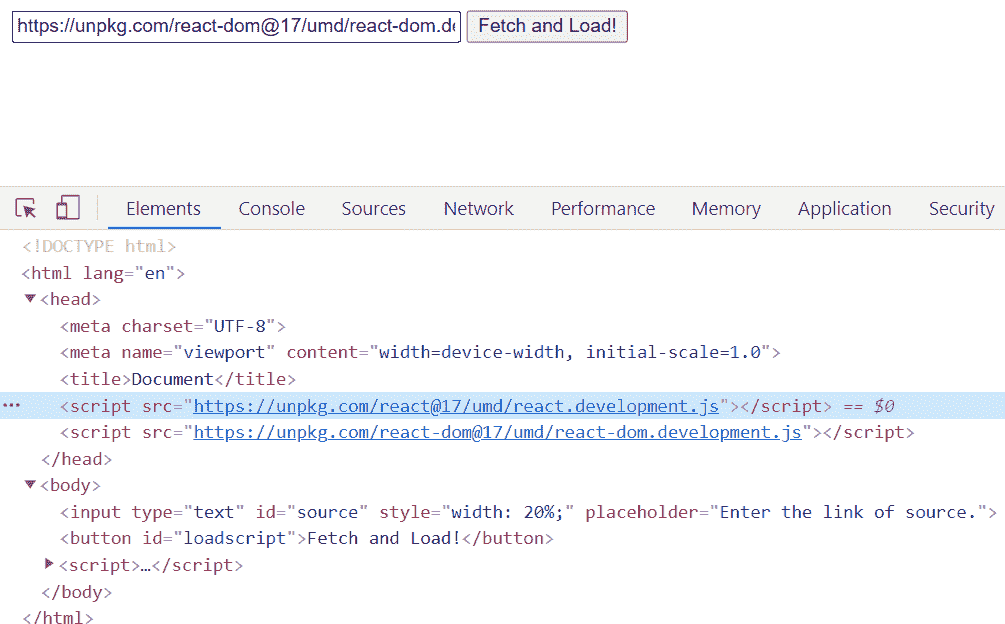 https://unpkg.com/react-dom@17/umd/react-dom.de Fetch and Load!
Elements Console Sources Network Performance Memory Application Security
<!DOCTYPE html>
<html lang="en">
<head>
<meta charset="UTF-8">
<meta name="viewport" content="width=device-width, initial-scale=1.0">
<title>Document</title>
... <script src="https://unpkg.com/react@17/umd/react.development.js"></script> == $0
<script src="https://unpkg.com/react-dom@17/umd/react-dom.development.js"></script>
</head>
<body>
<input type="text" id="source" style="width: 20%;" placeholder="Enter the link of source.">
<button id="loadscript">Fetch and Load!</button>
<script>…</script>
</body>
</html>